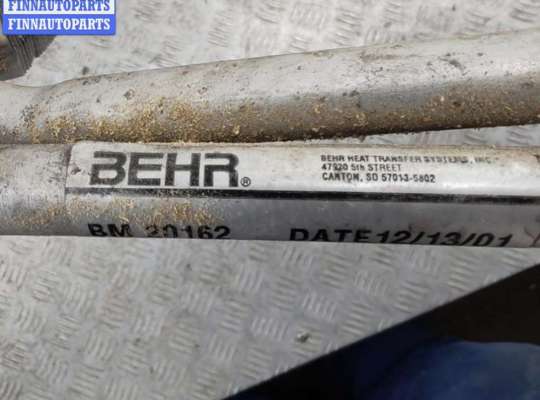 FINNAUTOPARTS
FINNAUTOPARTS
BEHR®
BEHR HEAT TRANSFER SYSTEMS, INC.
47920 5th STREET
CANTON, SD 57013-5802
BM 20162 DATE 12/13/01